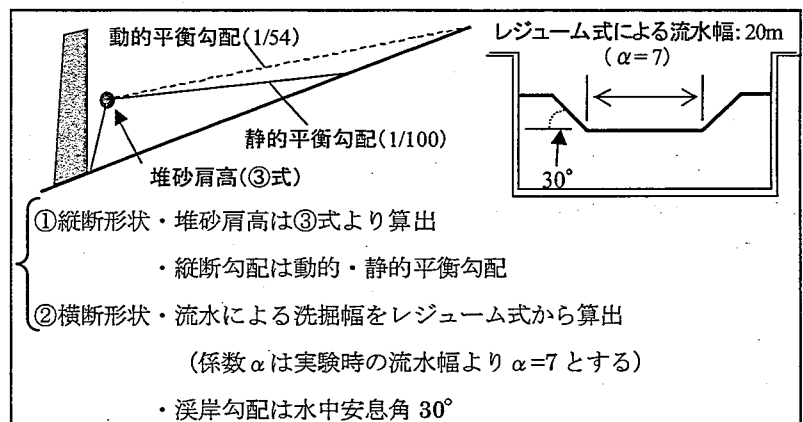 動的平衡勾配(1/54)
静的平衡勾配(1/100)
堆砂肩高(③式)
レジューム式による流水幅:20m
(α=7)
30°
①縦断形状・堆砂肩高は③式より算出
・縦断勾配は動的・静的平衡勾配
②横断形状・流水による洗掘幅をレジューム式から算出
(係数αは実験時の流水幅よりα=7とする)
・渓岸勾配は水中安息角 30°